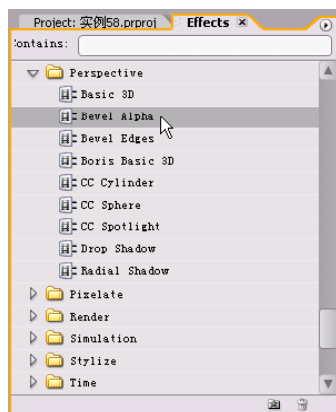 Project: 实例58.prproj Effects
Contains:
Perspective
Basic 3D
Bevel Alpha
Bevel Edges
Boris Basic 3D
CC Cylinder
CC Sphere
CC Spotlight
Drop Shadow
Radial Shadow
Pixelate
Render
Simulation
Stylize
Time